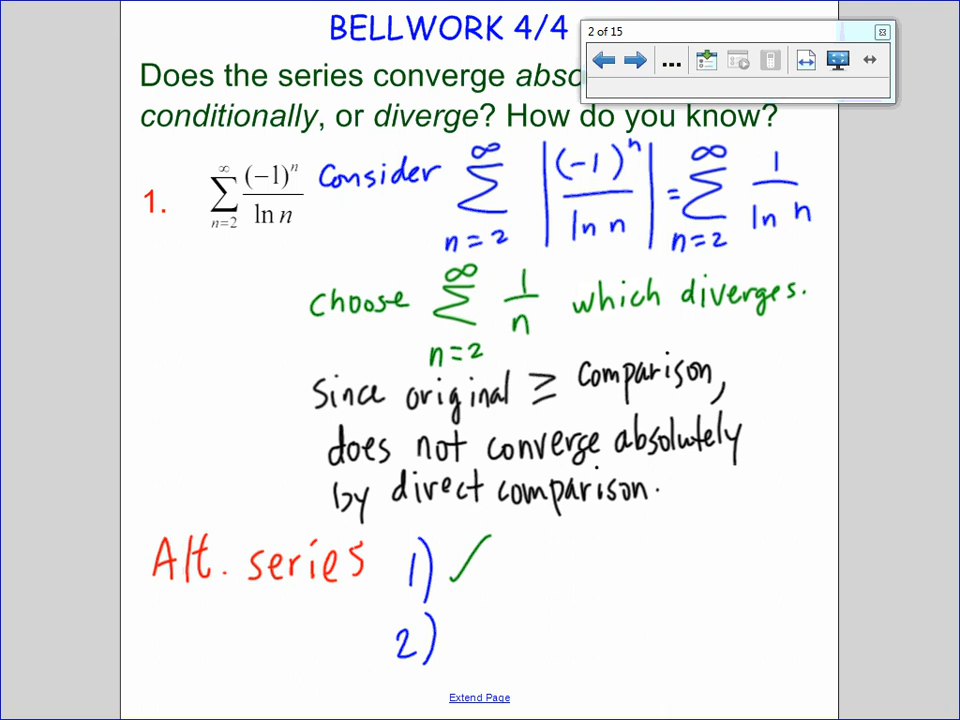 BELLWORK 4/4
2 of 15
Does the series converge abso
conditionally, or diverge? How do you know?
1. ∞ ∑ n=2 (−1)^n / ln n Consider ∞ ∑ n=2 |(-1)^n / ln n| = ∞ ∑ n=2 1 / ln n
Choose ∞ ∑ n=2 1/n which diverges.
Since original ≥ comparison,
does not converge absolutely
by direct comparison.
Alt. series 1) ✓
2)
Extend Page